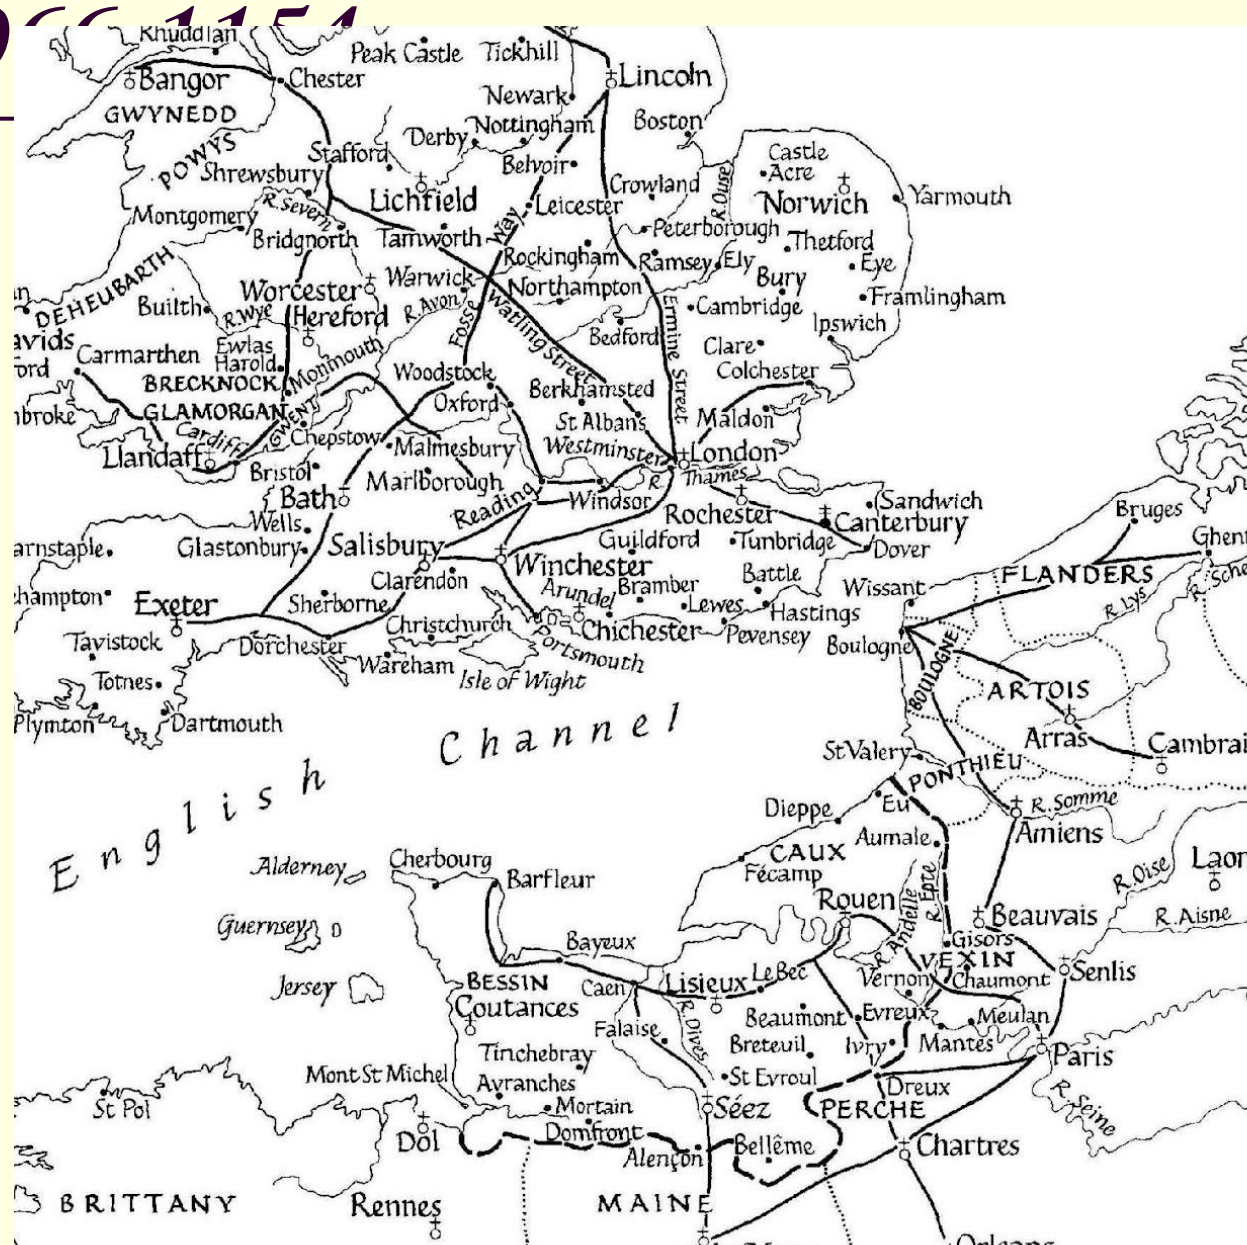 Rhuddlan
Peak Castle
Tickhill
Bangor
Chester
Lincoln
GWYNEDD
Newark
Derby
Nottingham
Boston
POWYS
Stafford
Belvoir
Castle
Acre
Shrewsbury
Lichfield
Crowland
R. Ouse
Norwich
Yarmouth
R. Severn
Montgomery
Leicester
Way
Peterborough
Bridgnorth
Tamworth
Thetford
Rockingham
Ramsey
Ely
Eye
DEHEUBARTH
Worcester
Warwick
Northampton
Bury
Builth
R. Wye
Hereford
R. Avon
Fosse
Watling Street
Ermine Street
Cambridge
Framlingham
Bedford
Ipswich
avids
ford
Carmarthen
Ewlas
Harold
Monmouth
Clare
Woodstock
Colchester
BRECKNOCK
Berkhamsted
Oxford
mbroke
GLAMORGAN
GWENT
St Albans
Maldon
Cardiff
Chepstow
Malmesbury
Westminster
London
Llandaff
Bristol
Marlborough
R. Thames
Bath
Reading
Windsor
Sandwich
Rochester
Canterbury
Bruges
Wells
arnstaple
Glastonbury
Salisbury
Guildford
Tunbridge
Dover
Ghent
Winchester
Clarendon
Bramber
Battle
Wissant
FLANDERS
R. Sche
hampton
Exeter
Sherborne
Arundel
Lewes
Hastings
R. Lys
Christchurch
Chichester
Pevensey
Tavistock
Dorchester
Portsmouth
Boulogne
BOULOGNE
Wareham
Isle of Wight
Totnes
ARTOIS
Plymton
Dartmouth
English Channel
Arras
Cambrai
St Valery
PONTHIEU
Eu
R. Somme
Dieppe
Amiens
Aumale
CAUX
Alderney
Cherbourg
Barfleur
Fécamp
Laon
R. Oise
Rouen
R. Andelle
R. Epte
Beauvais
R. Aisne
Guernsey
Bayeux
Gisors
VEXIN
Jersey
BESSIN
Caen
Lisieux
Le Bec
Vernon
Chaumont
Senlis
Coutances
Beaumont
Evreux
Meulan
Falaise
R. Dives
Breteuil
Ivry
Mantes
Paris
Tinchebray
Mont St Michel
Avranches
St Evroul
Dreux
St Pol
Mortain
Séez
PERCHE
R. Seine
Dol
Domfront
Alençon
Bellême
Chartres
BRITTANY
Rennes
MAINE